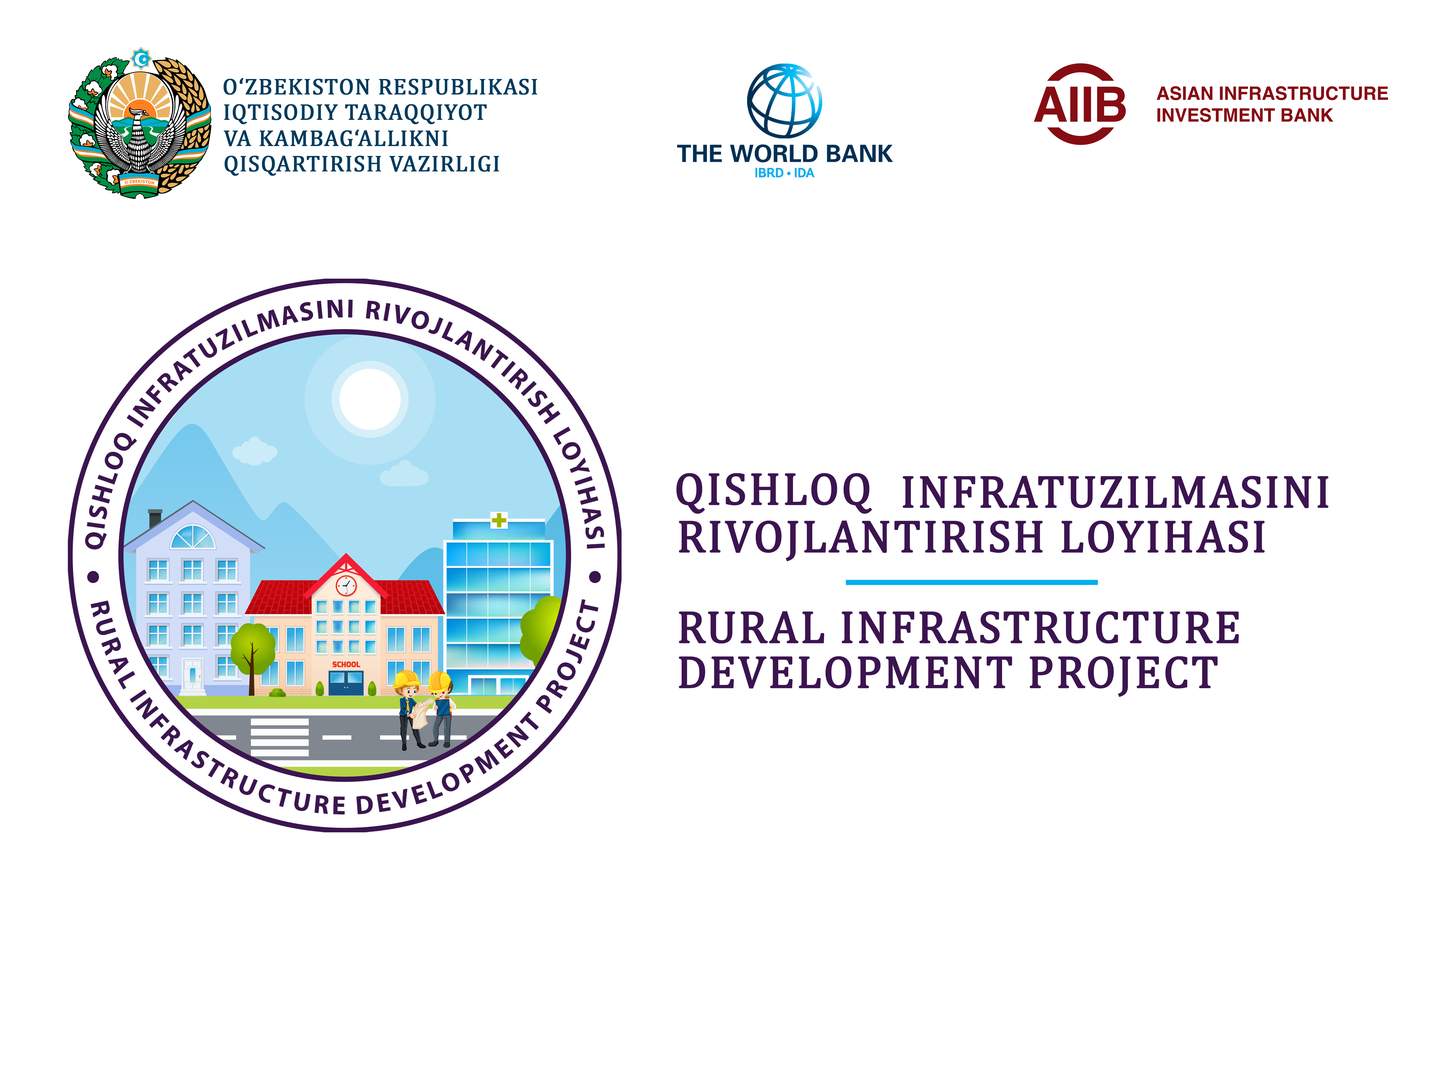 O‘ZBEKISTON RESPUBLIKASI
IQTISODIY TARAQQIYOT
VA KAMBAG‘ALLIKNI
QISQARTIRISH VAZIRLIGI
THE WORLD BANK
IBRD • IDA
AIIB
ASIAN INFRASTRUCTURE
INVESTMENT BANK
QISHLOQ INFRATUZILMASINI RIVOJLANTIRISH LOYIHASI
• RURAL INFRASTRUCTURE DEVELOPMENT PROJECT •
SCHOOL
QISHLOQ INFRATUZILMASINI
RIVOJLANTIRISH LOYIHASI
RURAL INFRASTRUCTURE
DEVELOPMENT PROJECT